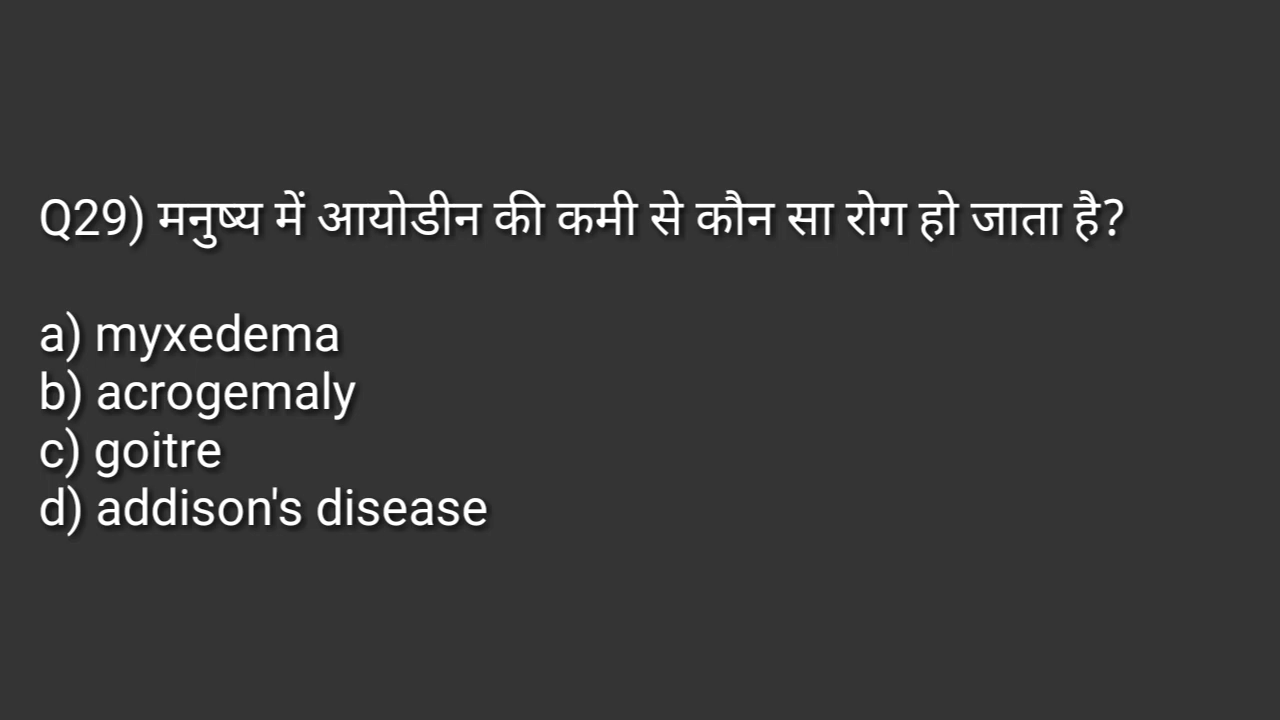 Q29) मनुष्य में आयोडीन की कमी से कौन सा रोग हो जाता है?
a) myxedema
b) acrogemaly
c) goitre
d) addison's disease